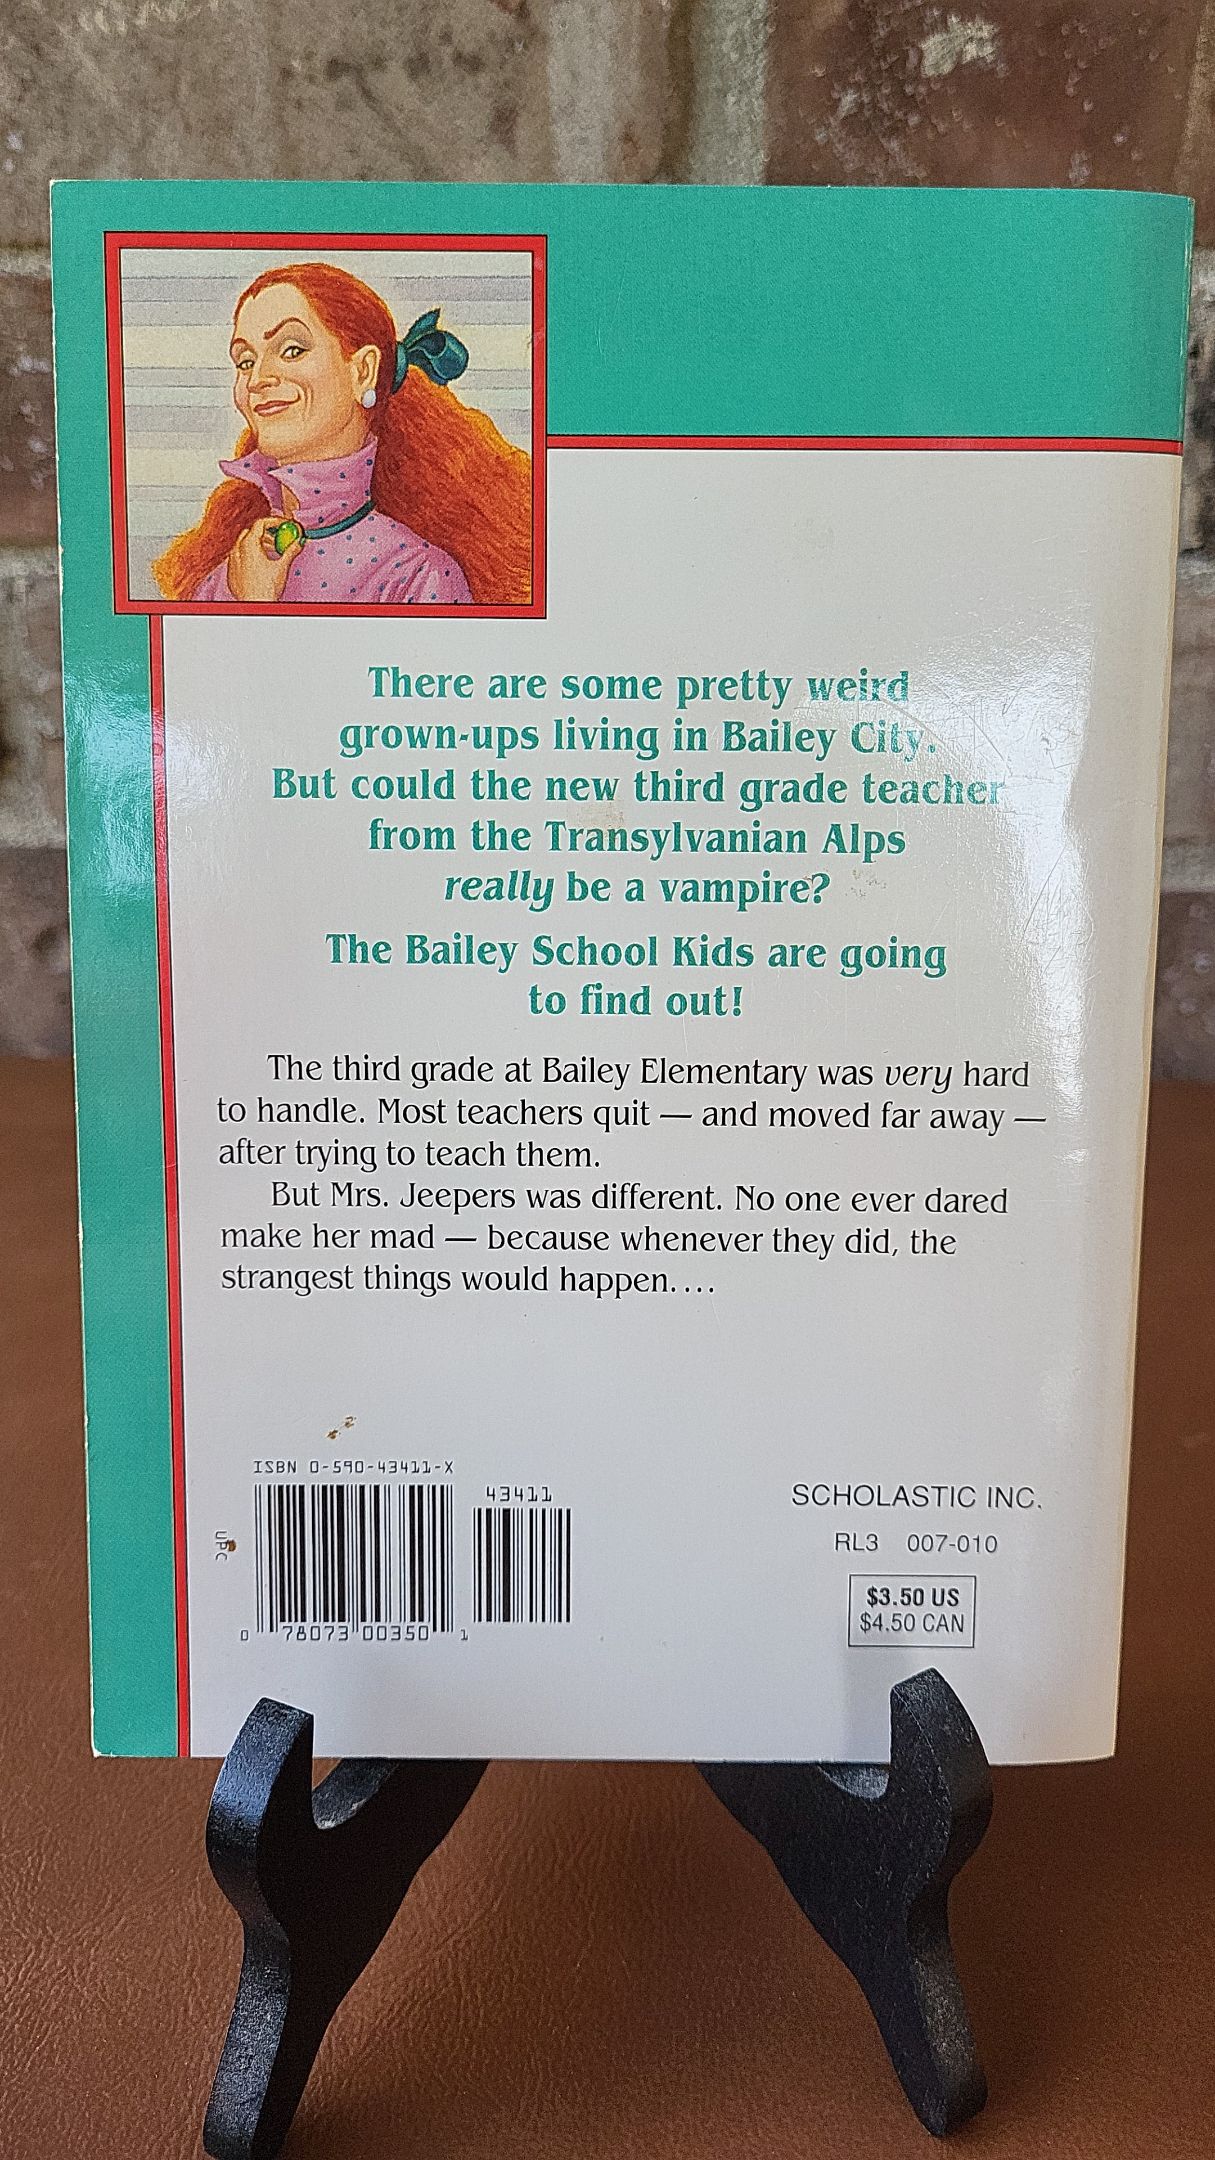 There are some pretty weird
grown-ups living in Bailey City.
But could the new third grade teacher
from the Transylvanian Alps
really be a vampire?
The Bailey School Kids are going
to find out!
The third grade at Bailey Elementary was very hard
to handle. Most teachers quit — and moved far away —
after trying to teach them.
But Mrs. Jeepers was different. No one ever dared
make her mad — because whenever they did, the
strangest things would happen....
ISBN 0-590-43411-X
43411
UPC
0 78073 00350 1
SCHOLASTIC INC.
RL3 007-010
$3.50 US
$4.50 CAN